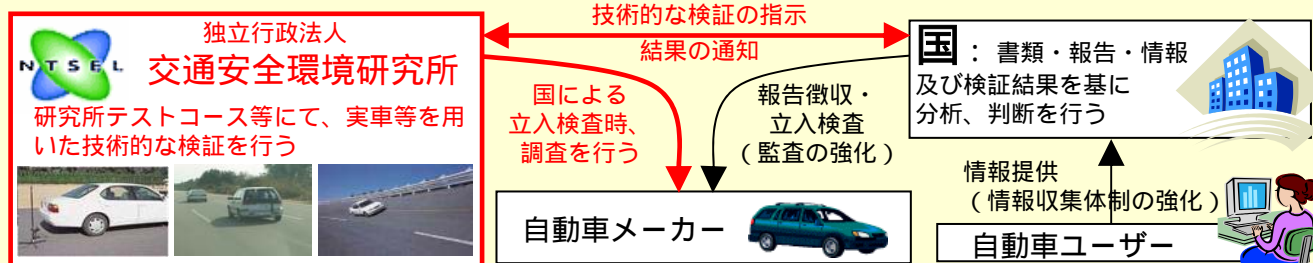 NTSEL
独立行政法人
交通安全環境研究所
研究所テストコース等にて、実車等を用
いた技術的な検証を行う
技術的な検証の指示
結果の通知
国による
立入検査時、
調査を行う
報告徴収・
立入検査
（監査の強化）
国：書類・報告・情報
及び検証結果を基に
分析、判断を行う
情報提供
（情報収集体制の強化）
自動車メーカー
自動車ユーザー